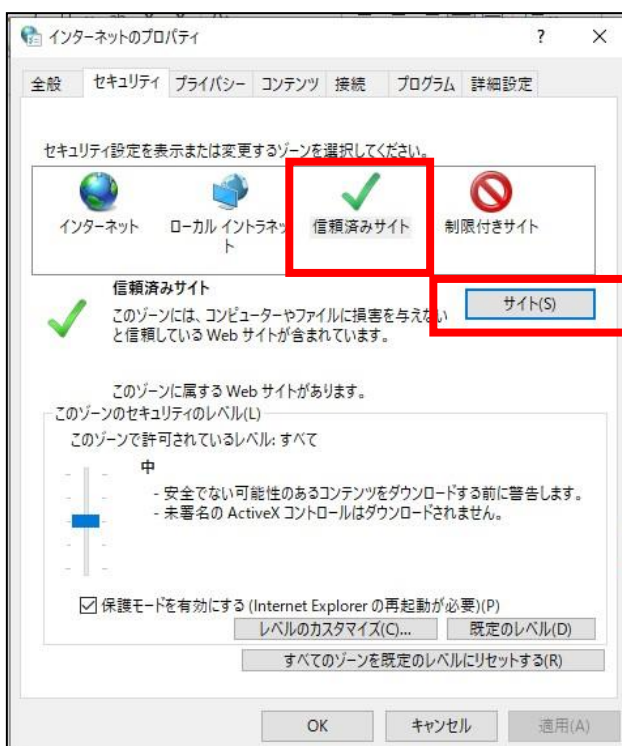 インターネットのプロパティ
?
×
全般 セキュリティ プライバシー コンテンツ 接続 プログラム 詳細設定
セキュリティ設定を表示または変更するゾーンを選択してください。
インターネット ローカル イントラネッ
ト 信頼済みサイト 制限付きサイト
信頼済みサイト
サイト(S)
このゾーンには、コンピューターやファイルに損害を与えない
と信頼している Web サイトが含まれています。
このゾーンに属する Web サイトがあります。
このゾーンのセキュリティのレベル(L)
このゾーンで許可されているレベル: すべて
中
- 安全でない可能性のあるコンテンツをダウンロードする前に警告します。
- 未署名の ActiveX コントロールはダウンロードされません。
保護モードを有効にする (Internet Explorer の再起動が必要)(P)
レベルのカスタマイズ(C)... 既定のレベル(D)
すべてのゾーンを既定のレベルにリセットする(R)
OK キャンセル 適用(A)